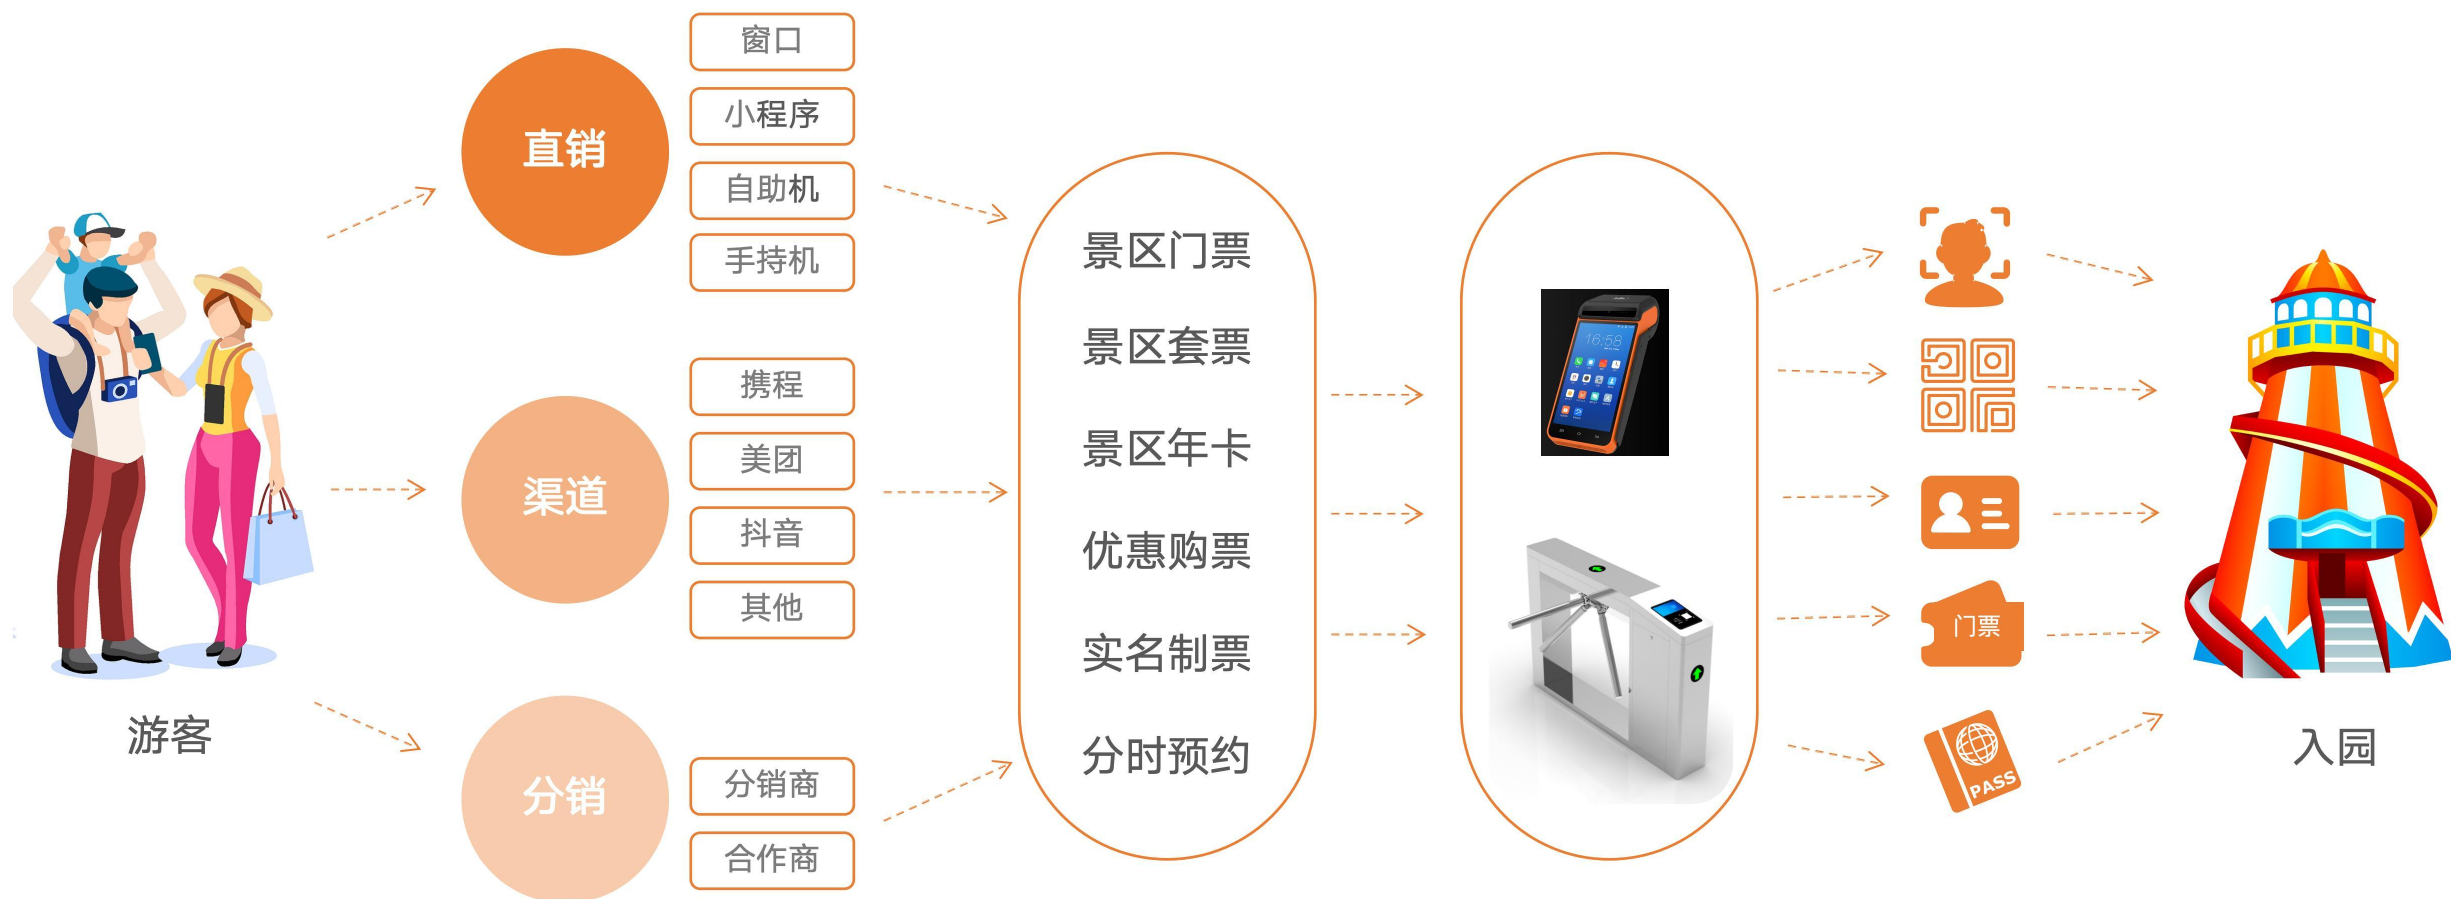 游客
直销
窗口
小程序
自助机
手持机
渠道
携程
美团
抖音
其他
分销
分销商
合作商
景区门票
景区套票
景区年卡
优惠购票
实名制票
分时预约
16:58
门票
PASS
入园